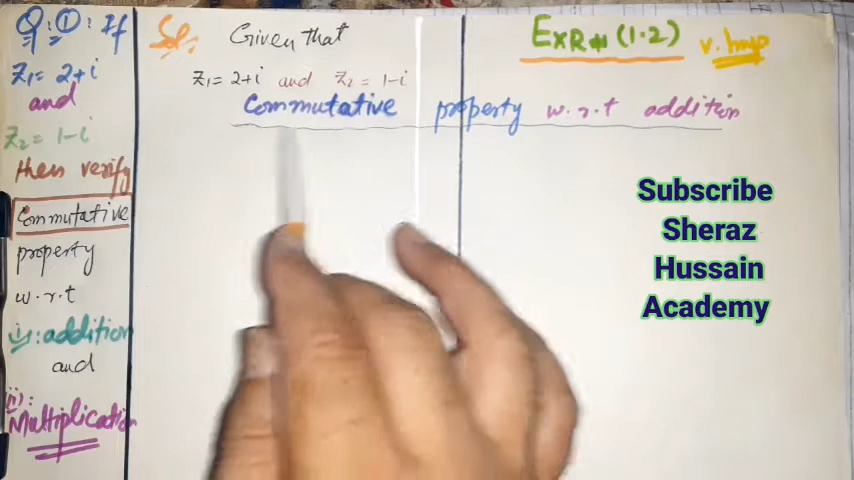 Q:①: If
Z₁= 2+i
and
Z₂ = 1-i
then verify
Commutative
property
w.r.t
i): addition
and
ii):
Multiplication
Sol:
Given that
Z₁= 2+i and Z₂ = 1-i
Commutative property w.r.t addition
ExR# (1.2) v.Imp
Subscribe
Sheraz
Hussain
Academy